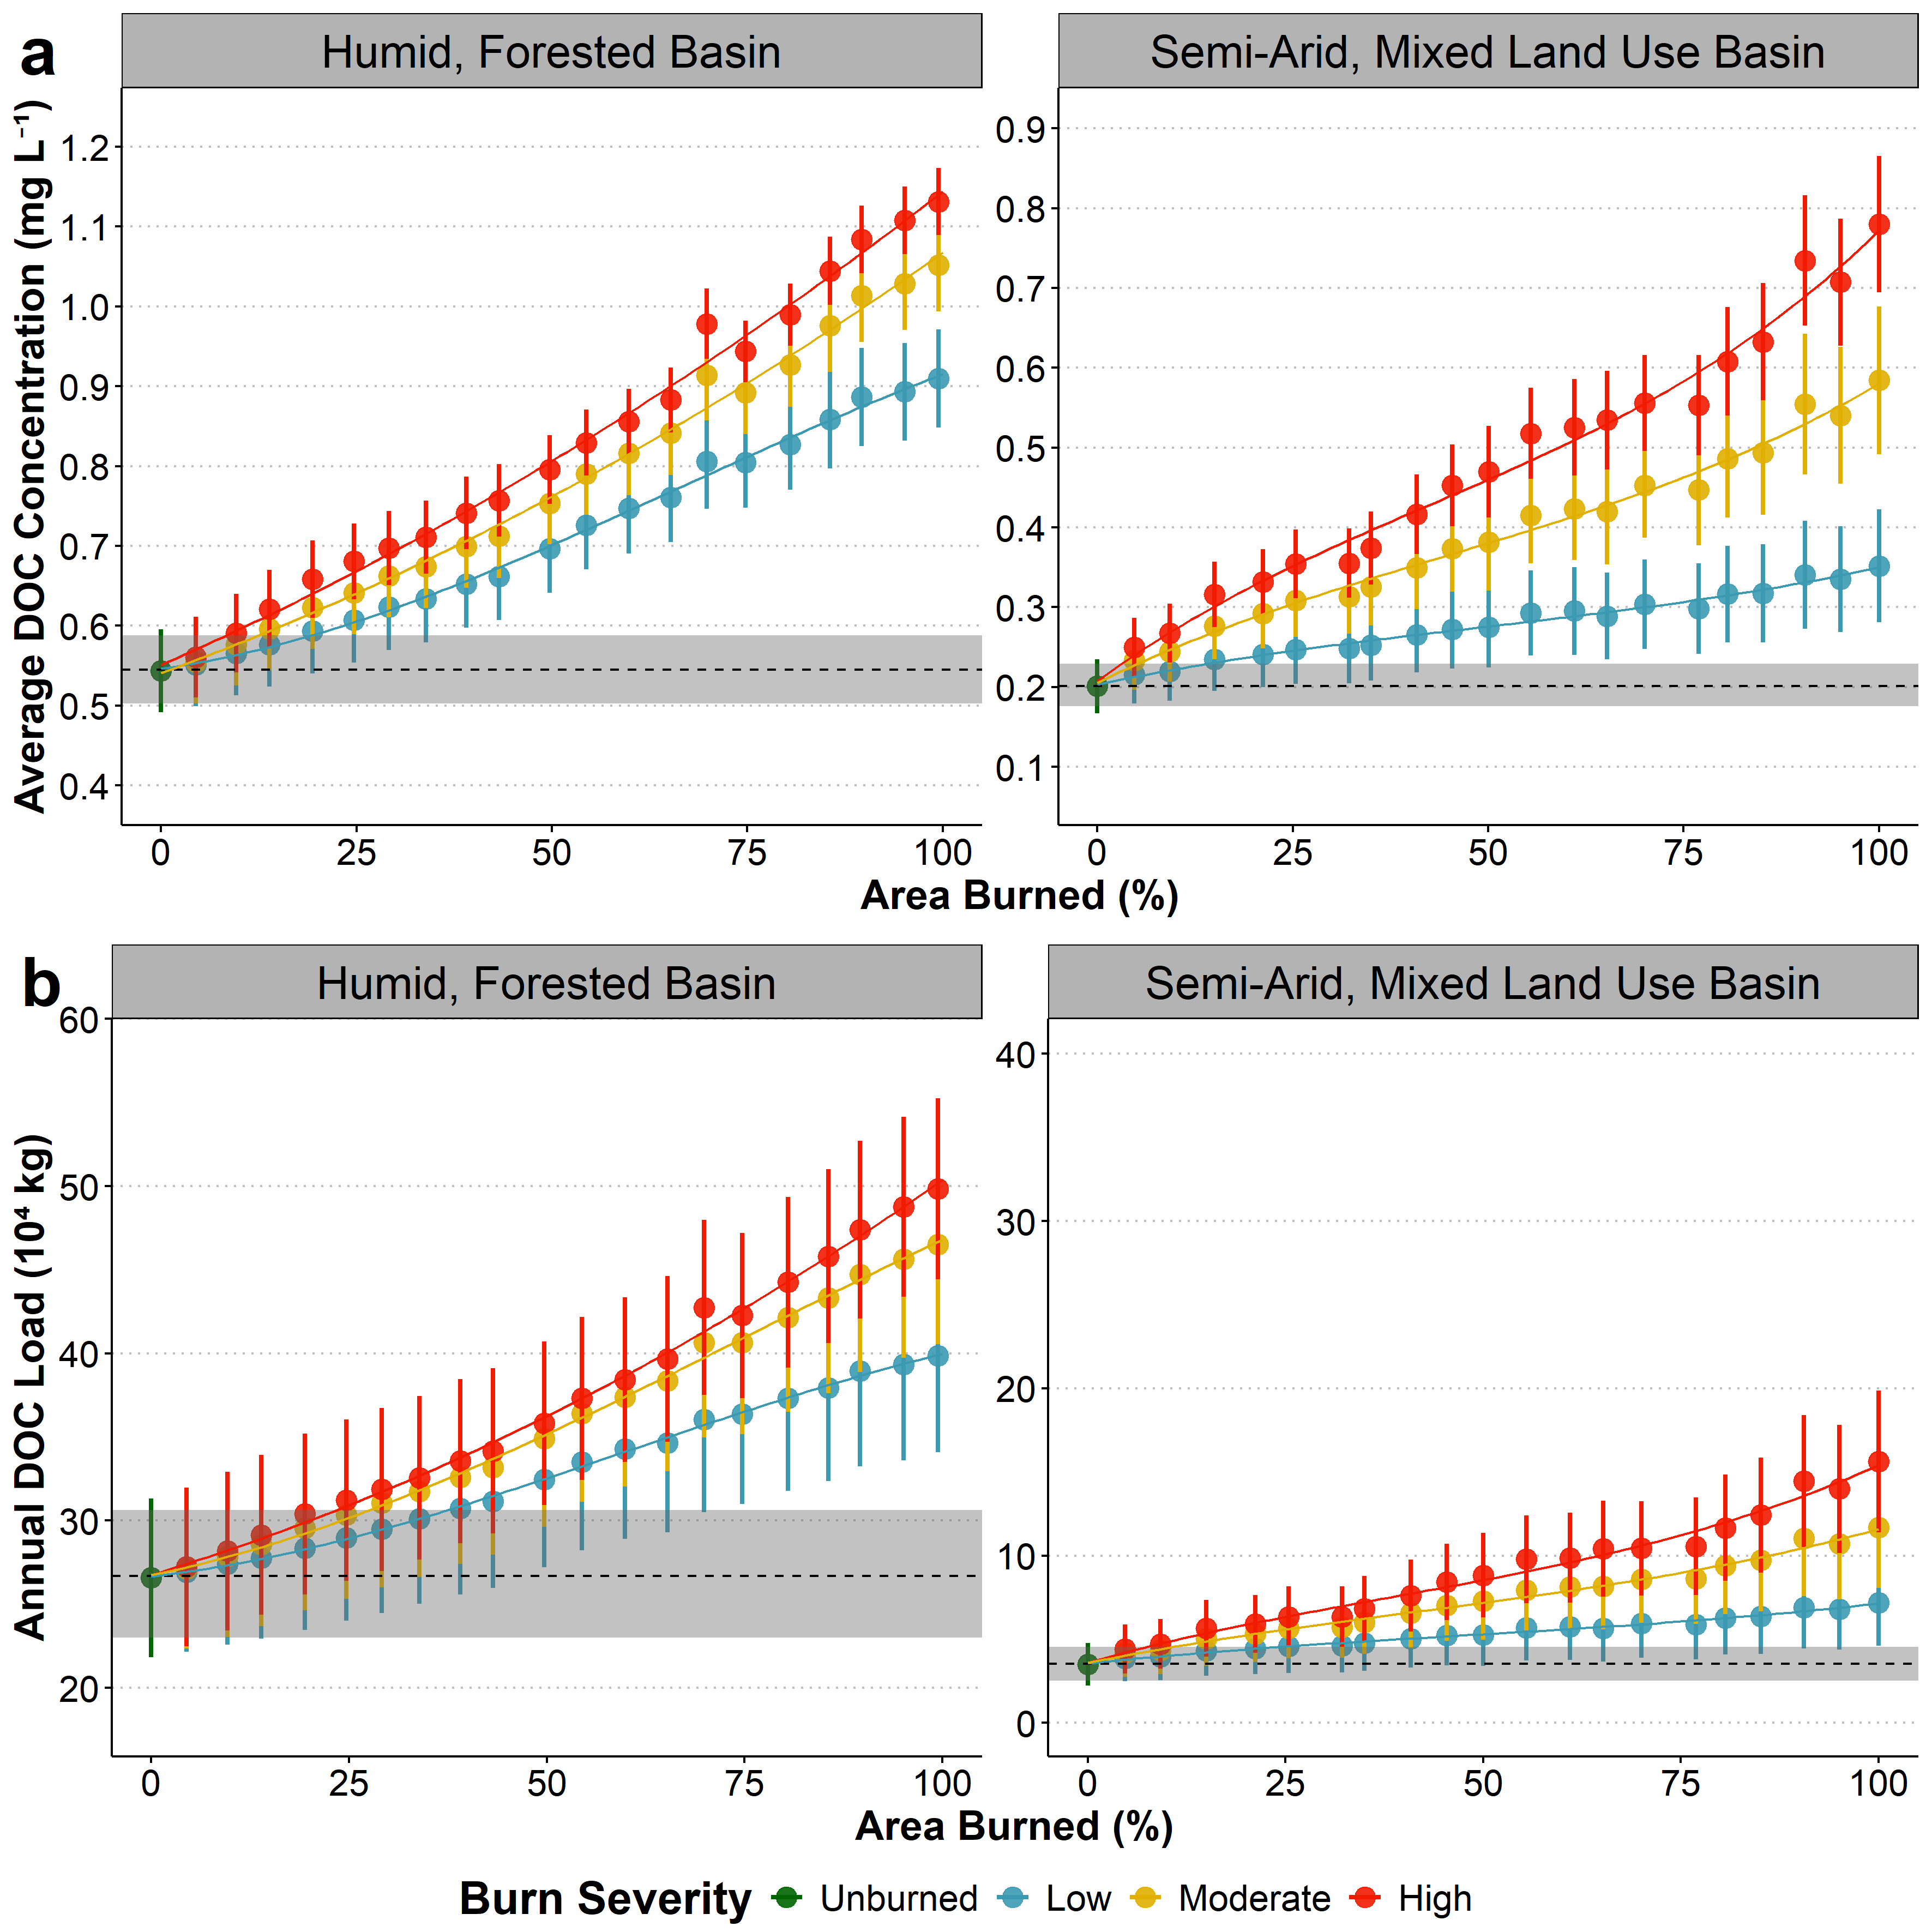 a
Humid, Forested Basin
Semi-Arid, Mixed Land Use Basin
Average DOC Concentration (mg L⁻¹)
1.2
1.1
1.0
0.9
0.8
0.7
0.6
0.5
0.4
0.9
0.8
0.7
0.6
0.5
0.4
0.3
0.2
0.1
0 25 50 75 100
0 25 50 75 100
Area Burned (%)
b
Humid, Forested Basin
Semi-Arid, Mixed Land Use Basin
Annual DOC Load (10⁴ kg)
60
50
40
30
20
40
30
20
10
0
0 25 50 75 100
0 25 50 75 100
Area Burned (%)
Burn Severity Unburned Low Moderate High